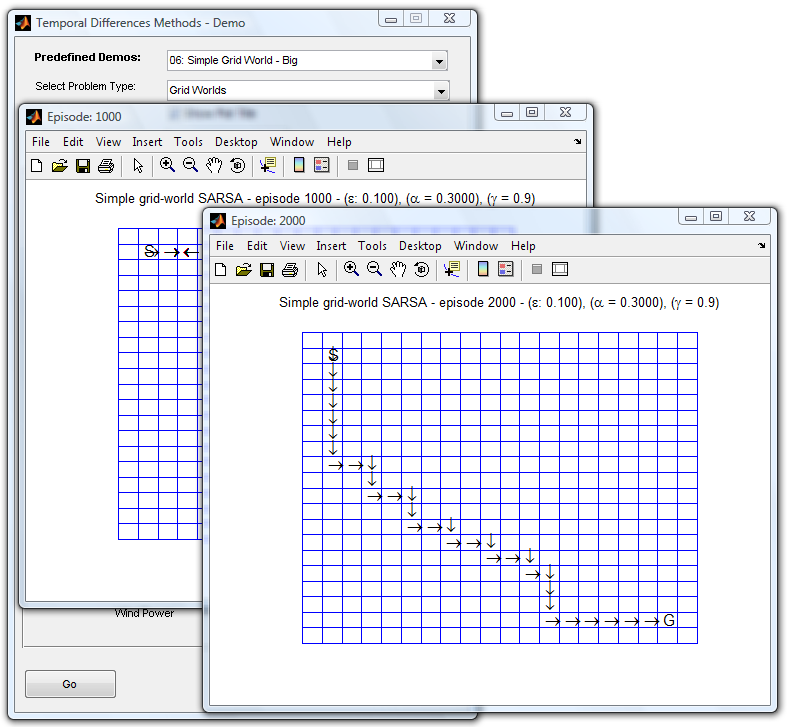 Temporal Differences Methods - Demo
Predefined Demos:
06: Simple Grid World - Big
Select Problem Type:
Grid Worlds
Episode: 1000
File Edit View Insert Tools Desktop Window Help
Simple grid-world SARSA - episode 1000 - (ε: 0.100), (α = 0.3000), (γ = 0.9)
S
Episode: 2000
File Edit View Insert Tools Desktop Window Help
Simple grid-world SARSA - episode 2000 - (ε: 0.100), (α = 0.3000), (γ = 0.9)
S
G
Wind Power
Go